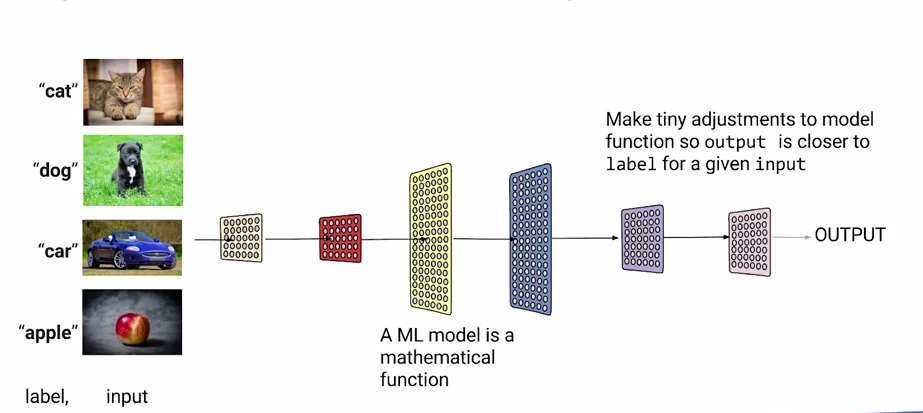 “cat”
“dog”
“car”
“apple”
label, input
A ML model is a
mathematical
function
Make tiny adjustments to model
function so output is closer to
label for a given input
OUTPUT